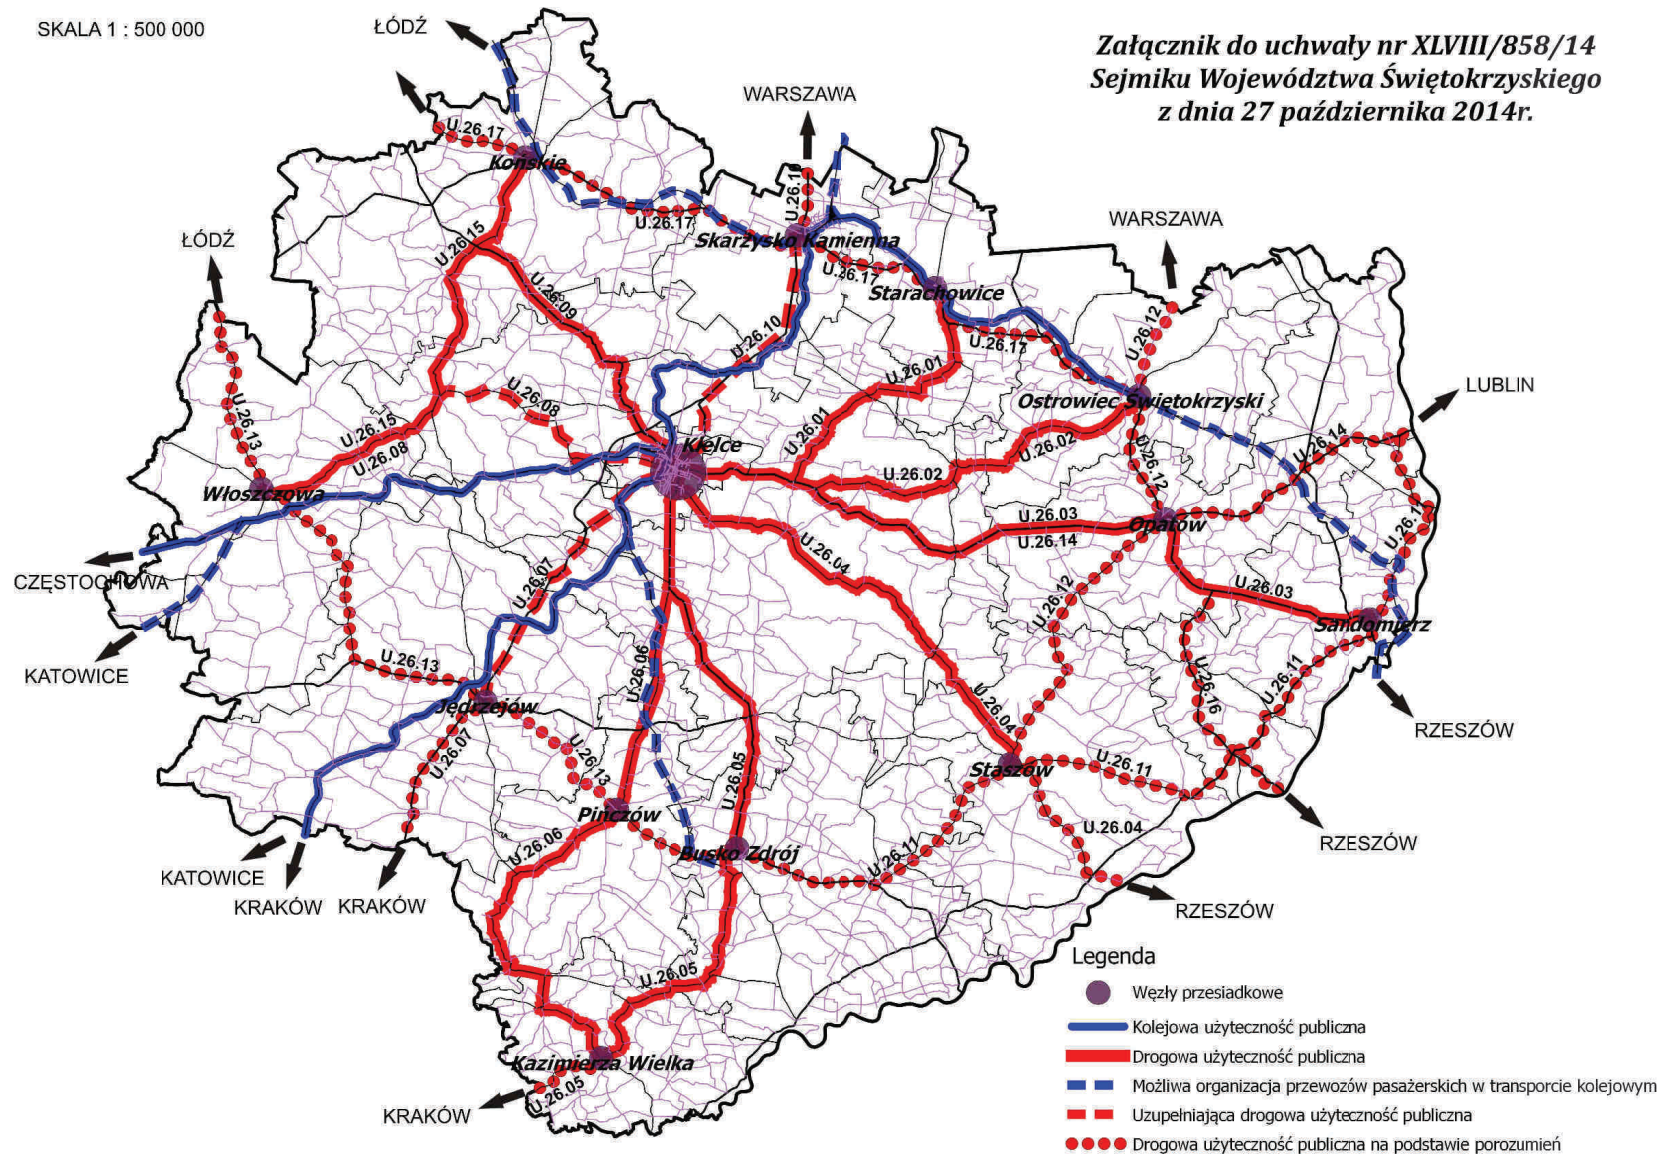 SKALA 1 : 500 000
ŁÓDŹ
Załącznik do uchwały nr XLVIII/858/14
Sejmiku Województwa Świętokrzyskiego
z dnia 27 października 2014r.
WARSZAWA
U.26.17
Końskie
U.26.10
U.26.17
WARSZAWA
ŁÓDŹ
U.26.15
Skarżysko Kamienna
U.26.17
Starachowice
U.26.09
U.26.10
U.26.17
U.26.12
U.26.01
LUBLIN
U.26.08
Ostrowiec Świętokrzyski
U.26.13
U.26.15
U.26.01
U.26.02
U.26.14
Kielce
U.26.08
U.26.02
U.26.12
Włoszczowa
U.26.03
Opatów
U.26.14
U.26.04
CZĘSTOCHOWA
U.26.07
U.26.12
U.26.03
Sandomierz
KATOWICE
U.26.13
U.26.06
U.26.11
U.26.16
Jędrzejów
U.26.04
RZESZÓW
U.26.07
U.26.13
U.26.05
Staszów
U.26.11
Pińczów
U.26.04
RZESZÓW
U.26.06
Busko Zdrój
U.26.11
KATOWICE
KRAKÓW
KRAKÓW
RZESZÓW
U.26.05
Legenda
Węzły przesiadkowe
Kolejowa użyteczność publiczna
Drogowa użyteczność publiczna
Kazimierza Wielka
Możliwa organizacja przewozów pasażerskich w transporcie kolejowym
U.26.05
KRAKÓW
Uzupełniająca drogowa użyteczność publiczna
Drogowa użyteczność publiczna na podstawie porozumień